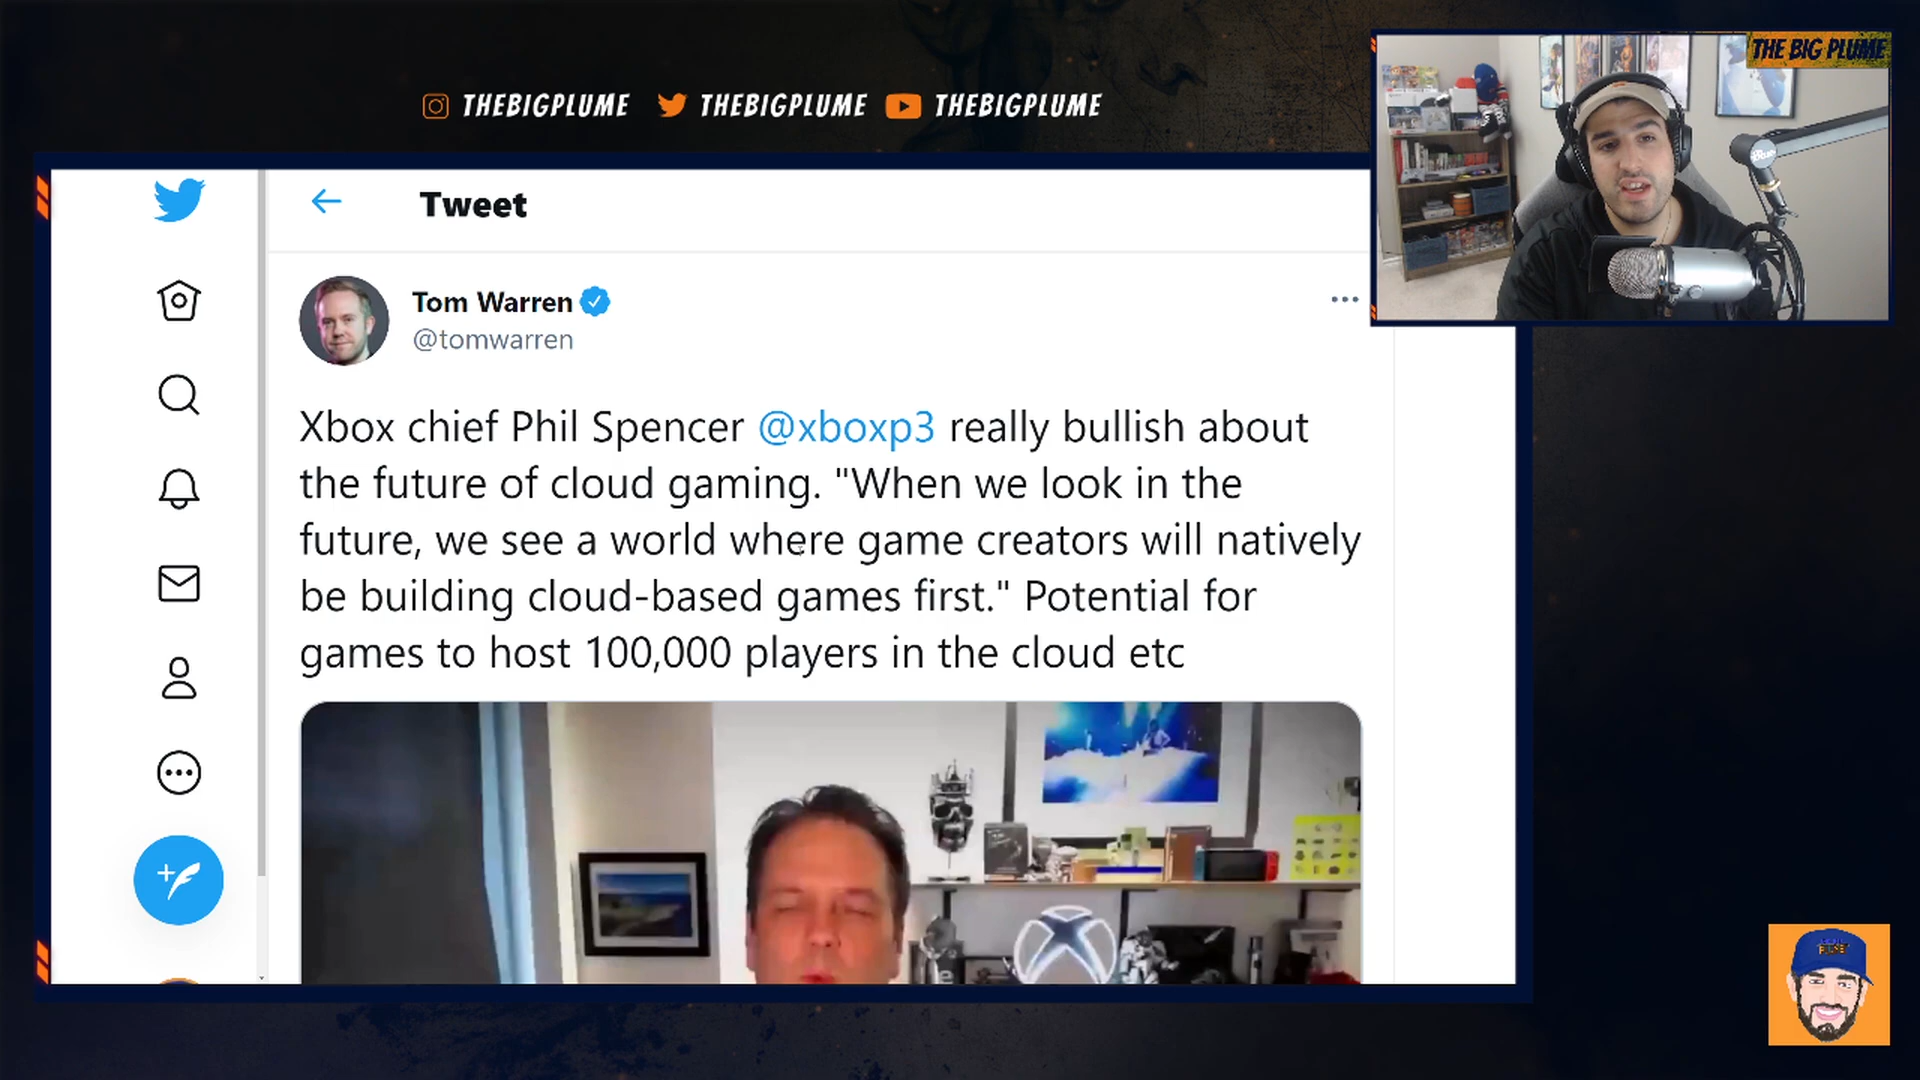 THEBIGPLUME THEBIGPLUME THEBIGPLUME
THE BIG PLUME
Tweet
Tom Warren
@tomwarren
Xbox chief Phil Spencer @xboxp3 really bullish about
the future of cloud gaming. "When we look in the
future, we see a world where game creators will natively
be building cloud-based games first." Potential for
games to host 100,000 players in the cloud etc